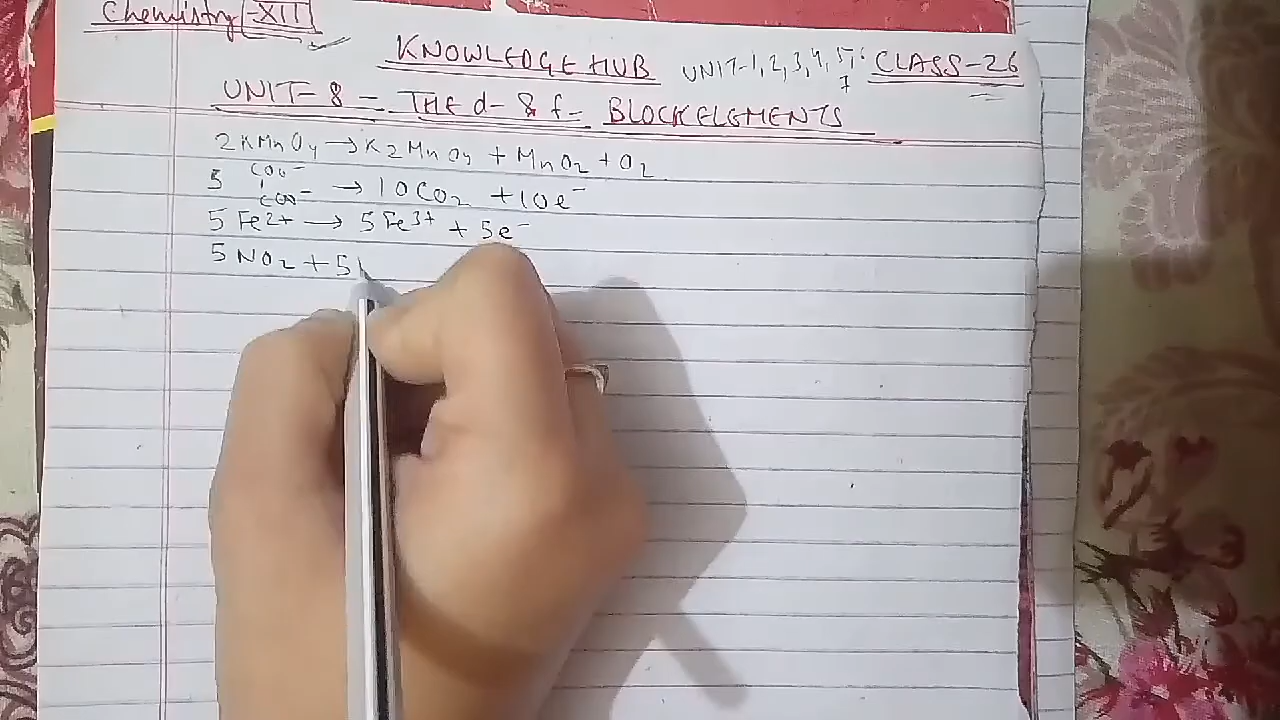 Chemistry-XII
KNOWLEDGE HUB UNIT-1,2,3,4,5,6 CLASS-26
7
UNIT-8 - THE d- & f- BLOCK ELEMENTS
2KMnO4 → K2MnO4 + MnO2 + O2
5 COO⁻
COO⁻ → 10CO2 + 10e⁻
5Fe2+ → 5Fe3+ + 5e⁻
5NO2 + 5